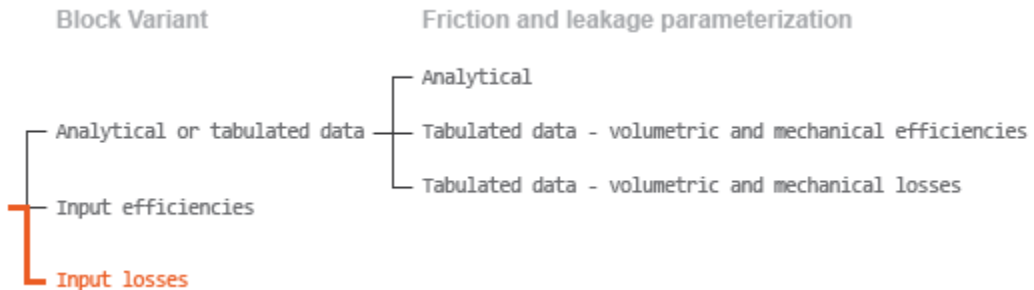 Block Variant
Friction and leakage parameterization
Analytical
Analytical or tabulated data
Tabulated data - volumetric and mechanical efficiencies
Tabulated data - volumetric and mechanical losses
Input efficiencies
Input losses